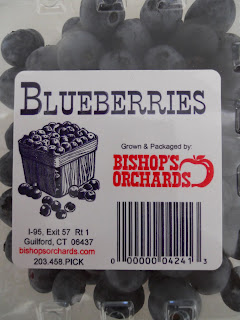 BLUEBERRIES
Grown & Packaged by:
BISHOP'S
ORCHARDS
I-95, Exit 57 Rt 1
Guilford, CT 06437
bishopsorchards.com
203.458.PICK
0 00000 04241 3